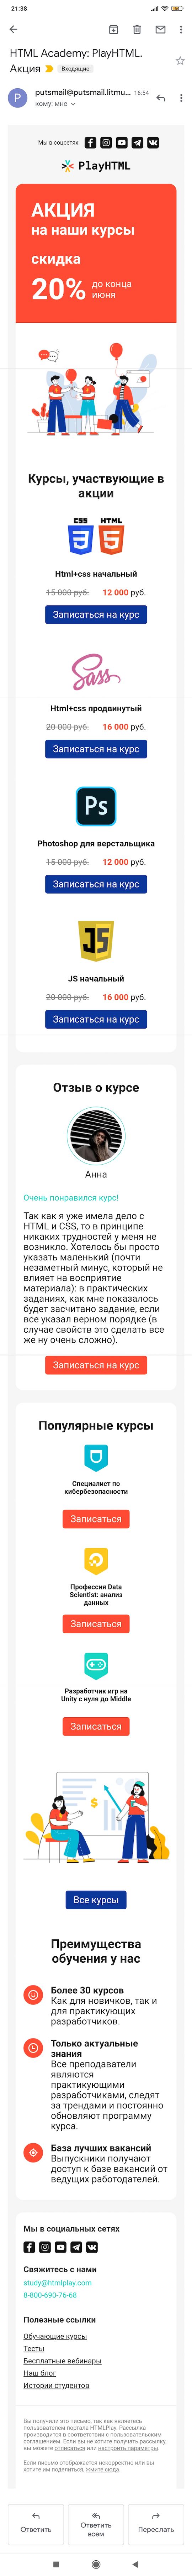 21:38
HTML Academy: PlayHTML.
Акция Входящие
P
putsmail@putsmail.litmu... 16:54
кому: мне
Мы в соцсетях:
PlayHTML
АКЦИЯ
на наши курсы
скидка
20% до конца
июня
Курсы, участвующие в
акции
CSS HTML
3 5
Html+css начальный
15 000 руб. 12 000 руб.
Записаться на курс
Sass
Html+css продвинутый
20 000 руб. 16 000 руб.
Записаться на курс
Ps
Photoshop для верстальщика
15 000 руб. 12 000 руб.
Записаться на курс
JS
JS начальный
20 000 руб. 16 000 руб.
Записаться на курс
Отзыв о курсе
Анна
Очень понравился курс!
Так как я уже имела дело с
HTML и CSS, то в принципе
никаких трудностей у меня не
возникло. Хотелось бы просто
указать маленький (почти
незаметный минус, который не
влияет на восприятие
материала): в практических
заданиях, как мне показалось
будет засчитано задание, если
все указал верном порядке (в
случае свойств это сделать все
же ну очень сложно).
Записаться на курс
Популярные курсы
Специалист по
кибербезопасности
Записаться
Профессия Data
Scientist: анализ
данных
Записаться
Разработчик игр на
Unity с нуля до Middle
Записаться
$
Все курсы
Преимущества
обучения у нас
Более 30 курсов
Как для новичков, так и
для практикующих
разработчиков.
Только актуальные
знания
Все преподаватели
являются
практикующими
разработчиками, следят
за трендами и постоянно
обновляют программу
курса.
База лучших вакансий
Выпускники получают
доступ к базе вакансий от
ведущих работодателей.
Мы в социальных сетях
Свяжитесь с нами
study@htmlplay.com
8-800-690-76-68
Полезные ссылки
Обучающие курсы
Тесты
Бесплатные вебинары
Наш блог
Истории студентов
Вы получили это письмо, так как являетесь
пользователем портала HTMLPlay. Рассылка
производится в соответствии с пользовательским
соглашением. Если вы не хотите получать рассылку,
вы можете отписаться или настроить параметры.
Если письмо отображается некорректно или вы
хотите им поделиться, жмите сюда.
Ответить Ответить
всем Переслать